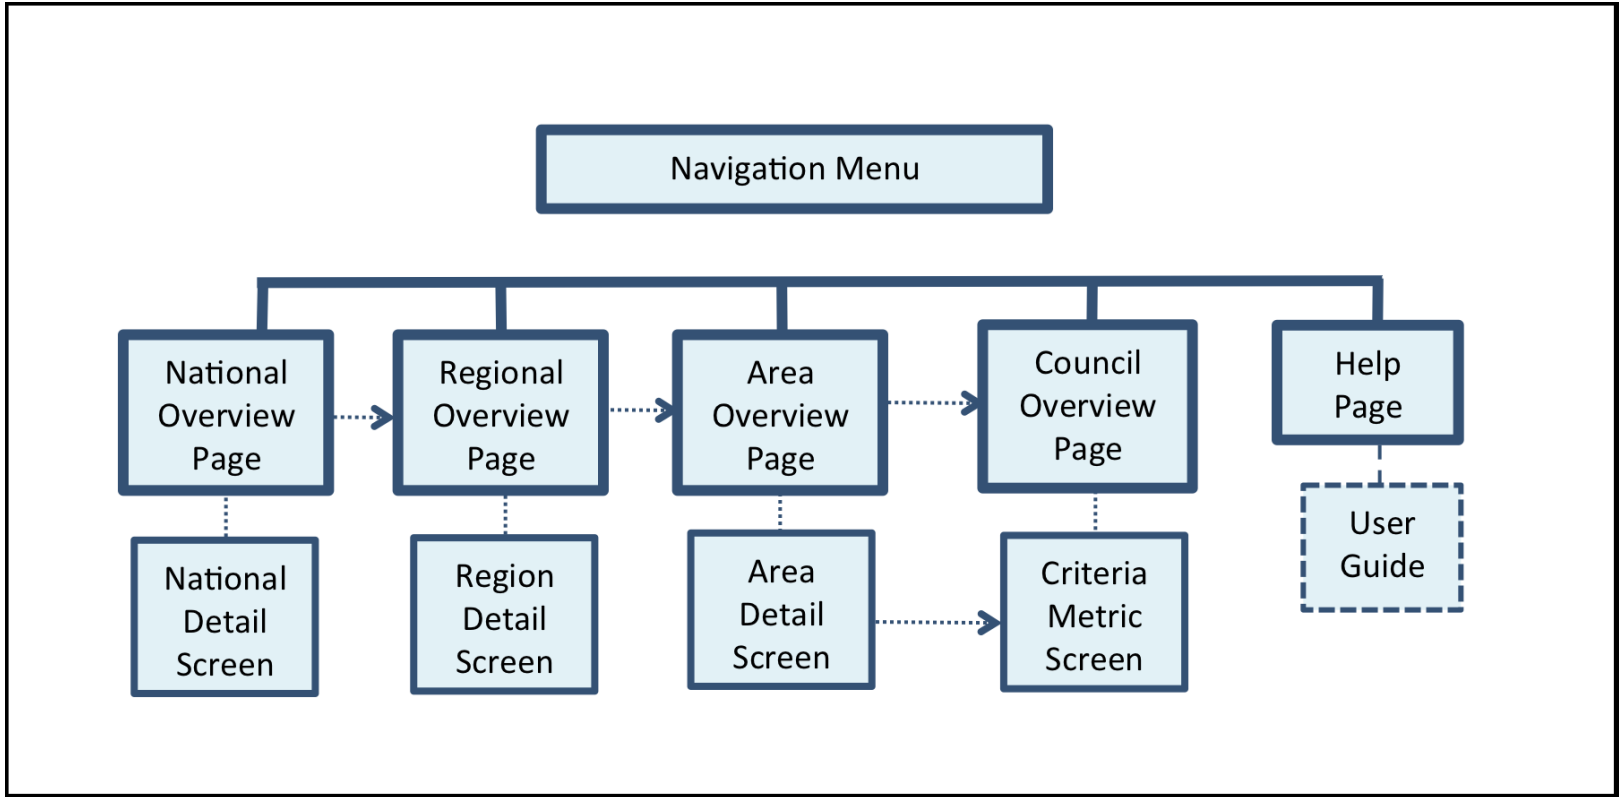 Navigation Menu
National
Overview
Page
Regional
Overview
Page
Area
Overview
Page
Council
Overview
Page
Help
Page
National
Detail
Screen
Region
Detail
Screen
Area
Detail
Screen
Criteria
Metric
Screen
User
Guide